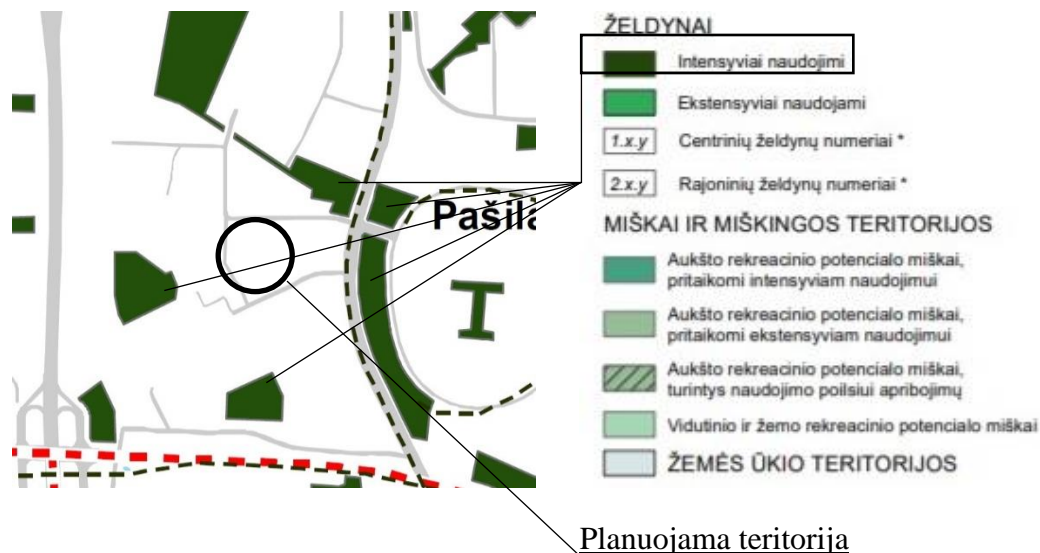 ŽELDYNAI
Intensyviai naudojimi
Ekstensyviai naudojami
1.x.y Centrinių želdynų numeriai *
2.x.y Rajoninių želdynų numeriai *
Pašila
MIŠKAI IR MIŠKINGOS TERITORIJOS
Aukšto rekreacinio potencialo miškai,
pritaikomi intensyviam naudojimui
Aukšto rekreacinio potencialo miškai,
pritaikomi ekstensyviam naudojimui
Aukšto rekreacinio potencialo miškai,
turintys naudojimo poilsiui apribojimų
Vidutinio ir žemo rekreacinio potencialo miškai
ŽEMĖS ŪKIO TERITORIJOS
Planuojama teritorija